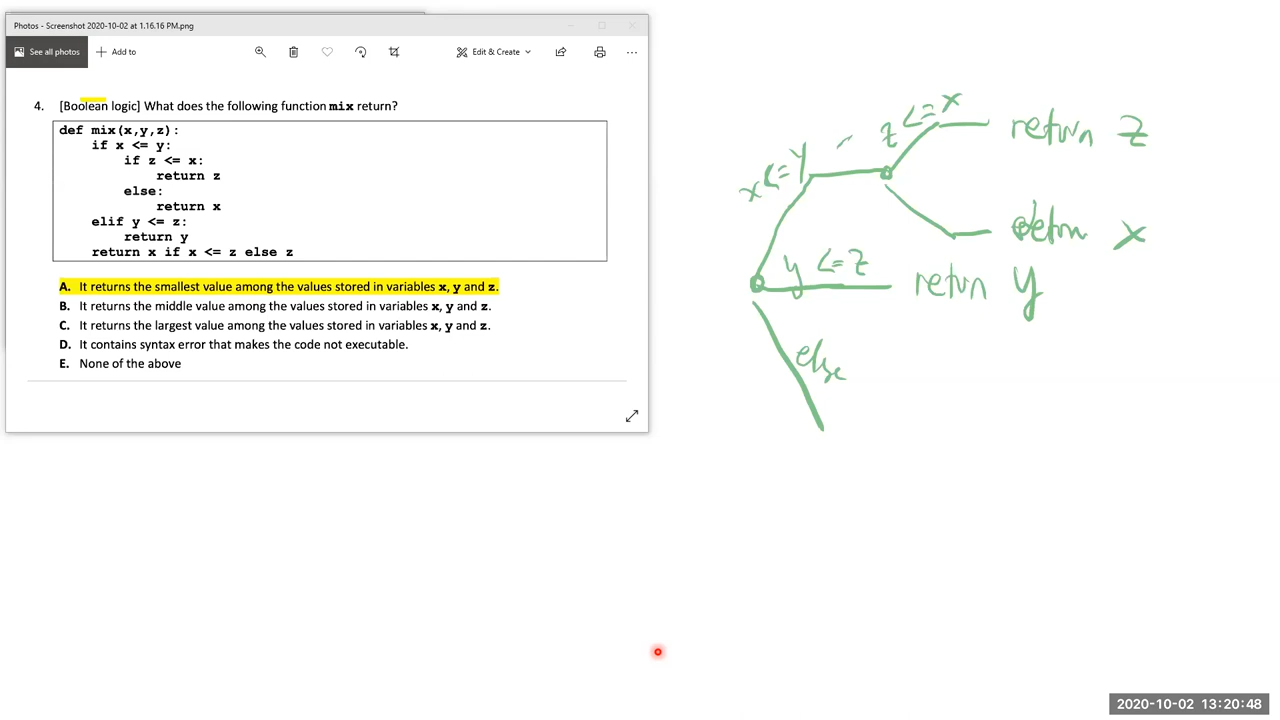 Photos - Screenshot 2020-10-02 at 1.16.16 PM.png
See all photos
Add to
Edit & Create
4. [Boolean logic] What does the following function mix return?
def mix(x,y,z):
    if x <= y:
        if z <= x:
            return z
        else:
            return x
    elif y <= z:
        return y
    return x if x <= z else z
A. It returns the smallest value among the values stored in variables x, y and z.
B. It returns the middle value among the values stored in variables x, y and z.
C. It returns the largest value among the values stored in variables x, y and z.
D. It contains syntax error that makes the code not executable.
E. None of the above
z <= x
return z
x <= y
return x
y <= z
return y
else
2020-10-02 13:20:48